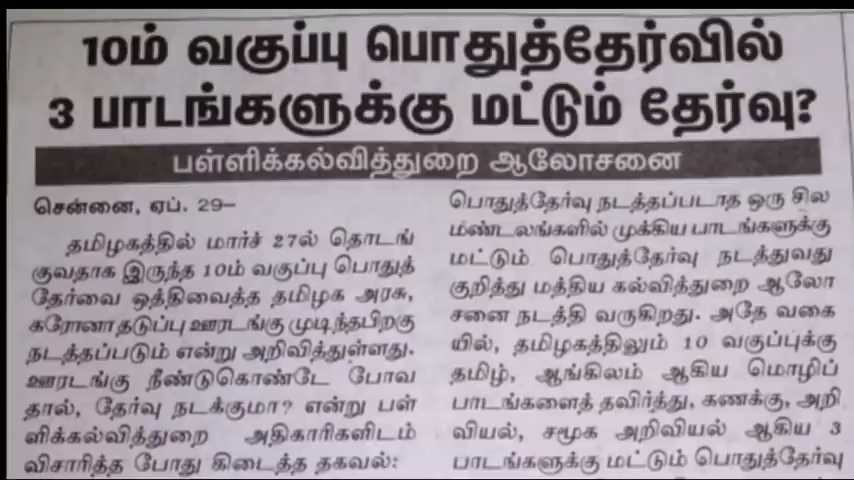 10ம் வகுப்பு பொதுத்தேர்வில்
3 பாடங்களுக்கு மட்டும் தேர்வு?
பள்ளிக்கல்வித்துறை ஆலோசனை
சென்னை, ஏப். 29–
தமிழகத்தில் மார்ச் 27ல் தொடங்
குவதாக இருந்த 10ம் வகுப்பு பொதுத்
தேர்வை ஒத்திவைத்த தமிழக அரசு,
கரோனா தடுப்பு ஊரடங்கு முடிந்தபிறகு
நடத்தப்படும் என்று அறிவித்துள்ளது.
ஊரடங்கு நீண்டுகொண்டே போவ
தால், தேர்வு நடக்குமா? என்று பள்
ளிக்கல்வித்துறை அதிகாரிகளிடம்
விசாரித்த போது கிடைத்த தகவல்:
பொதுத்தேர்வு நடத்தப்படாத ஒரு சில
மண்டலங்களில் முக்கிய பாடங்களுக்கு
மட்டும் பொதுத்தேர்வு நடத்துவது
குறித்து மத்திய கல்வித்துறை ஆலோ
சனை நடத்தி வருகிறது. அதே வகை
யில், தமிழகத்திலும் 10 வகுப்புக்கு
தமிழ், ஆங்கிலம் ஆகிய மொழிப்
பாடங்களைத் தவிர்த்து, கணக்கு, அறி
வியல், சமூக அறிவியல் ஆகிய 3
பாடங்களுக்கு மட்டும் பொதுத்தேர்வு